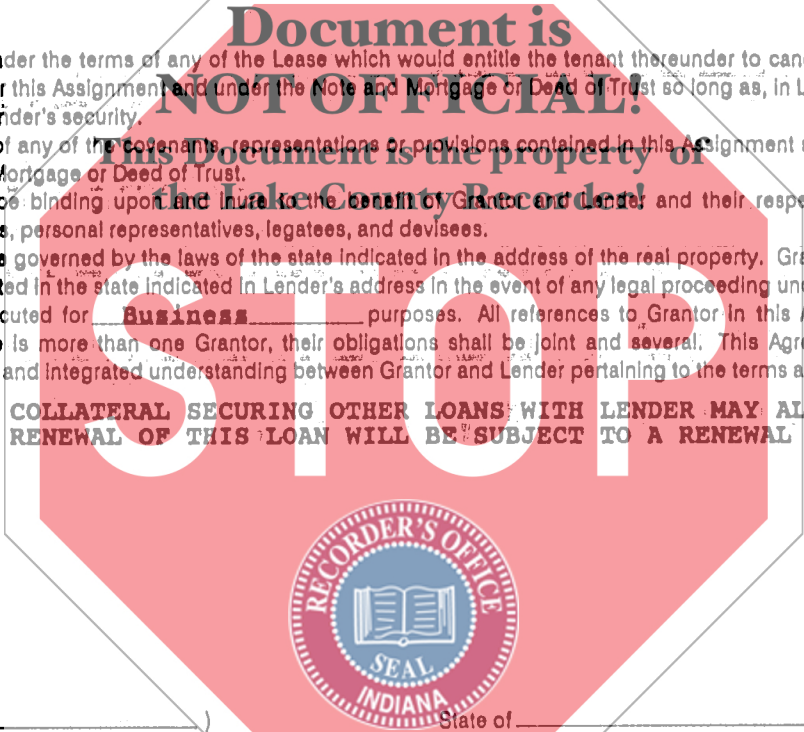 Document is
der the terms of any of the Lease which would entitle the tenant thereunder to can
NOT OFFICIAL!
r this Assignment and under the Note and Mortgage or Deed of Trust so long as, in L
nder's security.
f any of the covenants, representations or provisions contained in this Assignment
This Document is the property of
Mortgage or Deed of Trust.
the Lake County Recorder!
be binding upon and inure to the benefit of Grantor and Lender and their respe
s, personal representatives, legatees, and devisees.
e governed by the laws of the state indicated in the address of the real property. Gra
ted in the state indicated in Lender's address in the event of any legal proceeding und
STOP
cuted for Business purposes. All references to Grantor in this A
e is more than one Grantor, their obligations shall be joint and several. This Agre
and integrated understanding between Grantor and Lender pertaining to the terms a
COLLATERAL SECURING OTHER LOANS WITH LENDER MAY AL
RENEWAL OF THIS LOAN WILL BE SUBJECT TO A RENEWAL
RECORDER'S OFFICE
SEAL
INDIANA
) State of